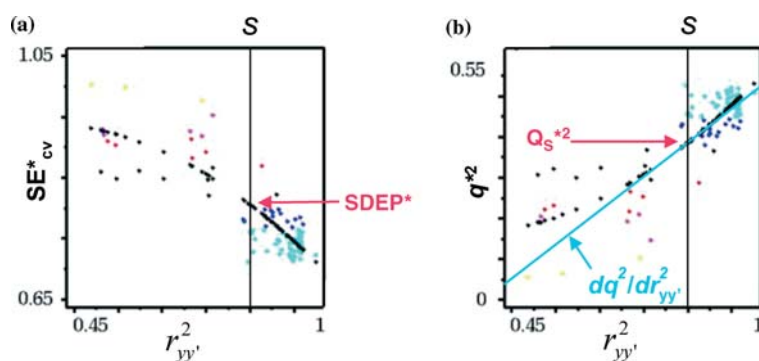 (a)
S
1.05
SE*cv
SDEP*
0.65
0.45
2
1
r²yy'
(b)
S
0.55
q*2
QS*2
dq²/dr²yy'
0
0.45
1
r²yy'